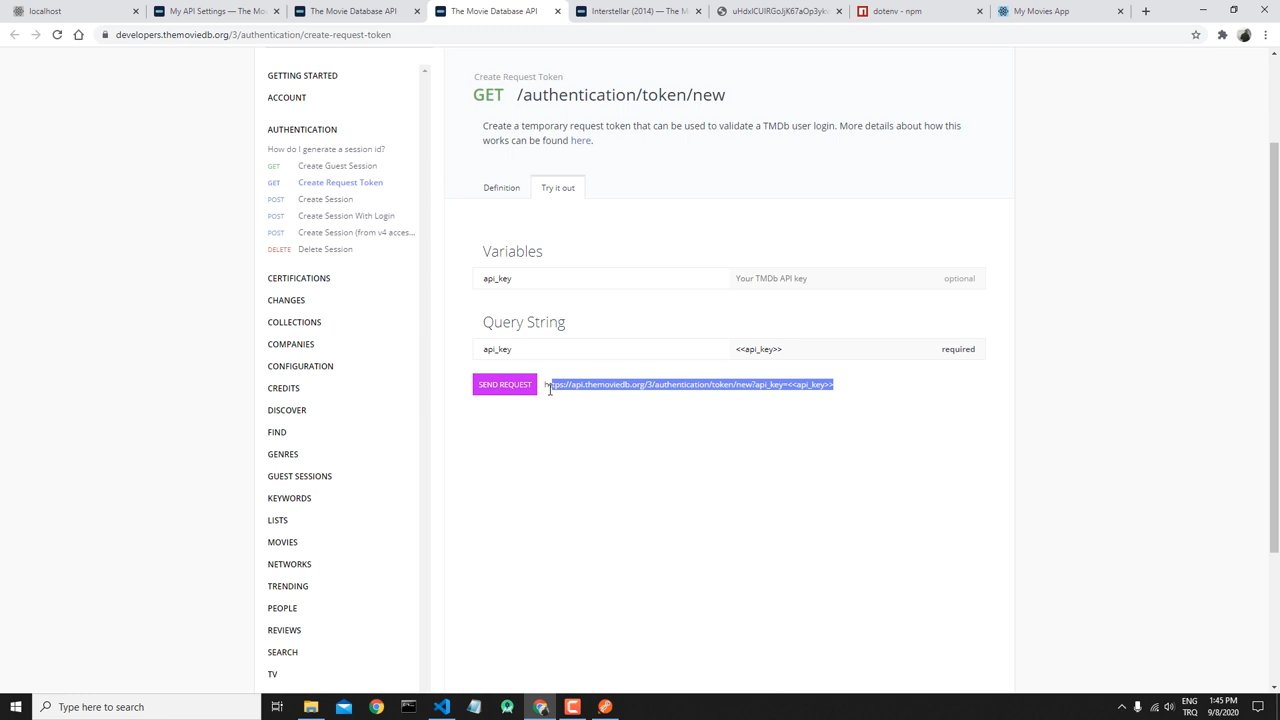 localhost
My API Settings — The Mov
The Movie Database API
The Movie Database API
Interstellar (2014) — The M
dotenv - npm
My Movies App
developers.themoviedb.org/3/authentication/create-request-token
GETTING STARTED
ACCOUNT
AUTHENTICATION
How do I generate a session id?
GET Create Guest Session
GET Create Request Token
POST Create Session
POST Create Session With Login
POST Create Session (from v4 acces...
DELETE Delete Session
CERTIFICATIONS
CHANGES
COLLECTIONS
COMPANIES
CONFIGURATION
CREDITS
DISCOVER
FIND
GENRES
GUEST SESSIONS
KEYWORDS
LISTS
MOVIES
NETWORKS
TRENDING
PEOPLE
REVIEWS
SEARCH
TV
Create Request Token
GET /authentication/token/new
Create a temporary request token that can be used to validate a TMDb user login. More details about how this
works can be found here.
Definition Try it out
Variables
api_key Your TMDb API key optional
Query String
api_key <<api_key>> required
SEND REQUEST https://api.themoviedb.org/3/authentication/token/new?api_key=<<api_key>>
Type here to search
ENG 1:45 PM
INTL 9/8/2020